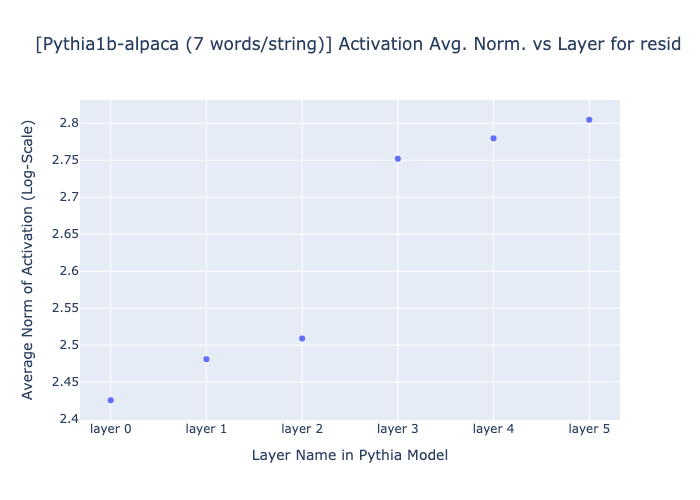 [Pythia1b-alpaca (7 words/string)] Activation Avg. Norm. vs Layer for resid
Average Norm of Activation (Log-Scale)
2.8
2.75
2.7
2.65
2.6
2.55
2.5
2.45
2.4
layer 0 layer 1 layer 2 layer 3 layer 4 layer 5
Layer Name in Pythia Model